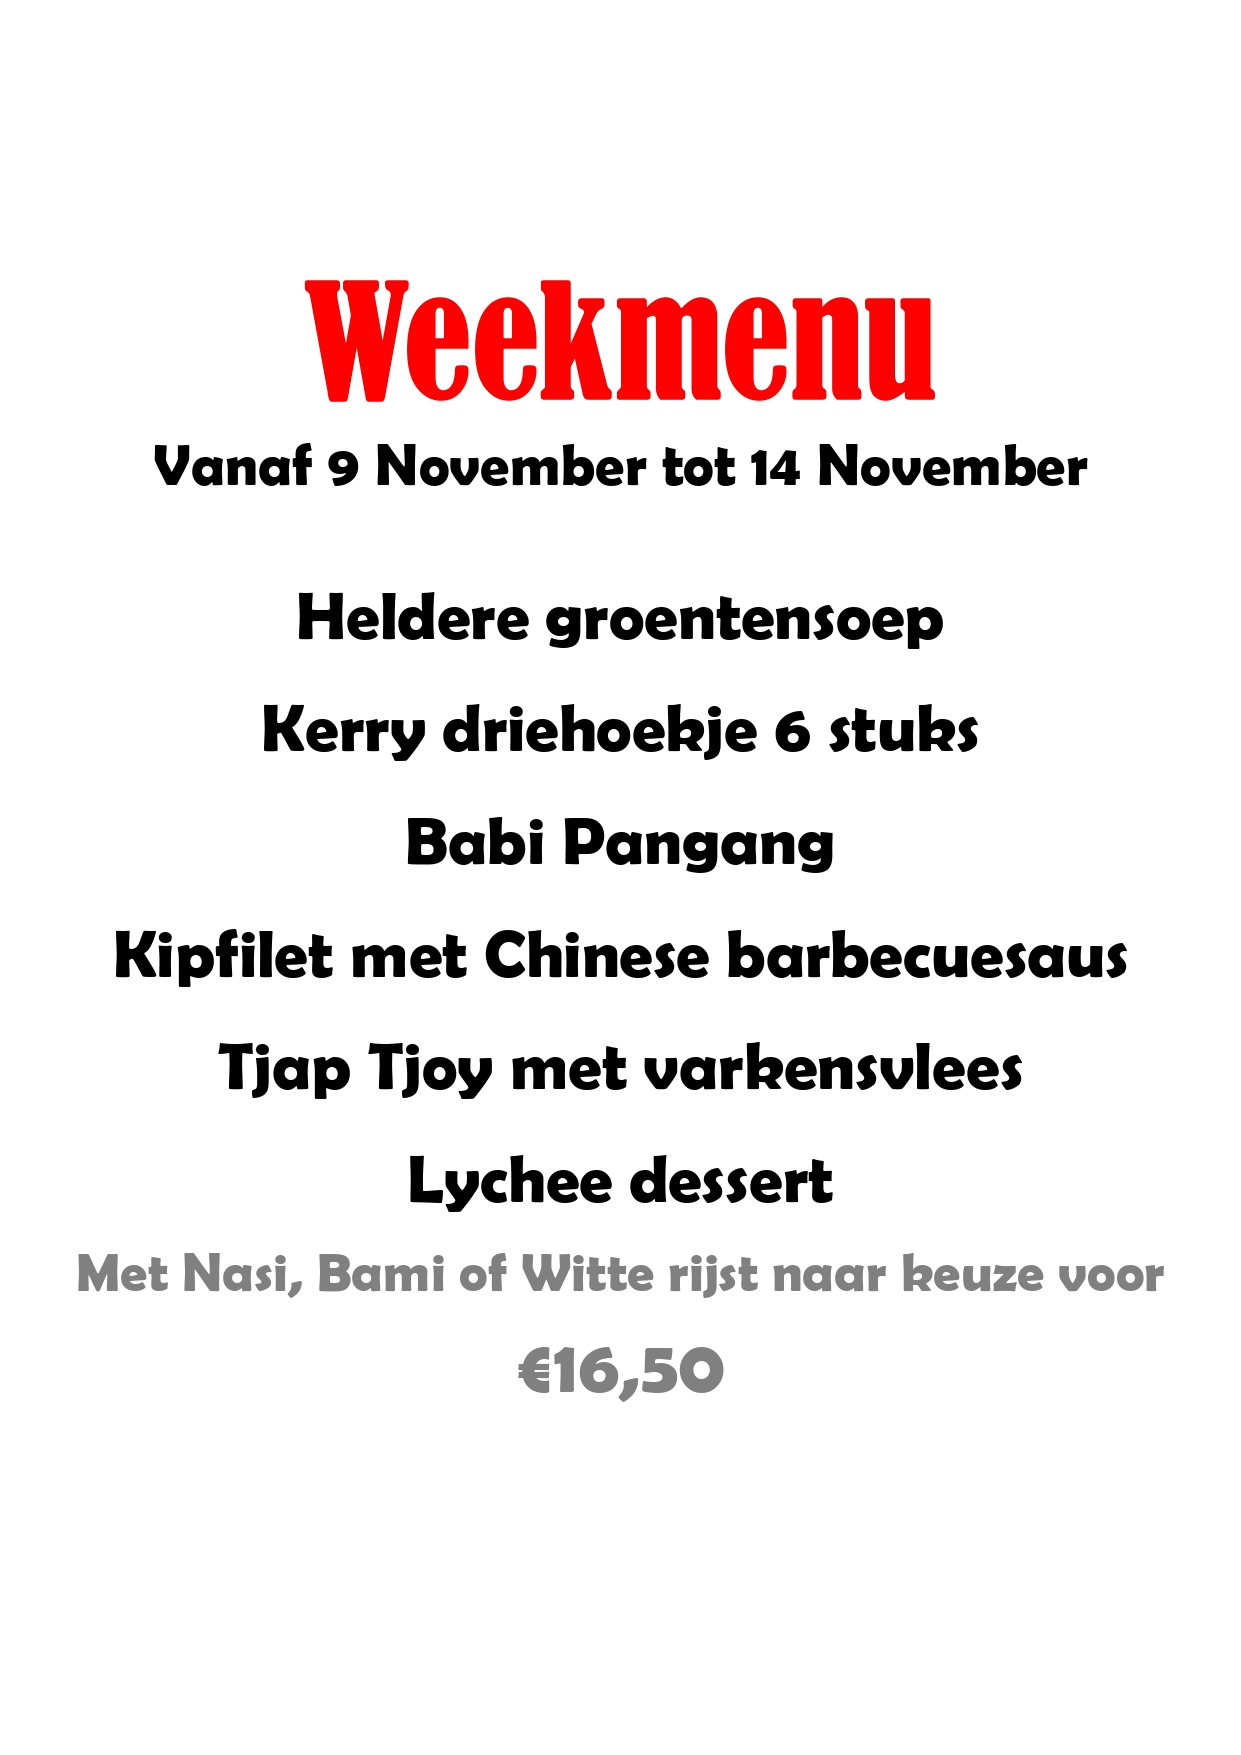 Weekmenu
Vanaf 9 November tot 14 November
Heldere groentensoep
Kerry driehoekje 6 stuks
Babi Pangang
Kipfilet met Chinese barbecuesaus
Tjap Tjoy met varkensvlees
Lychee dessert
Met Nasi, Bami of Witte rijst naar keuze voor
€16,50